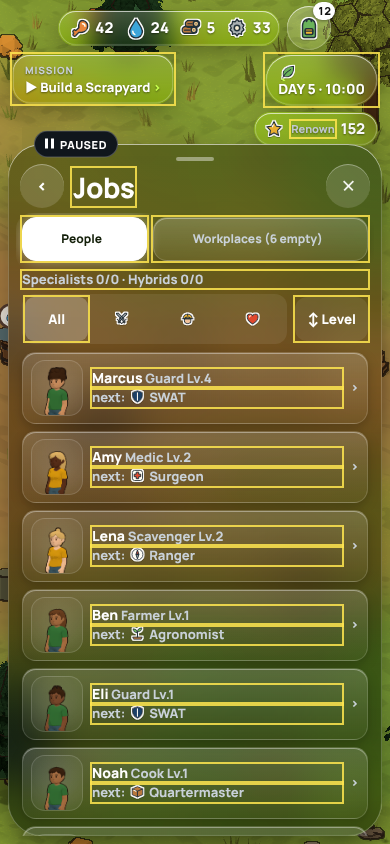 42 24 5 33 12
MISSION
▶ Build a Scrapyard ›
DAY 5 · 10:00
Renown 152
PAUSED
Jobs
People
Workplaces (6 empty)
Specialists 0/0 · Hybrids 0/0
All
Level
Marcus Guard Lv.4
next: SWAT
Amy Medic Lv.2
next: Surgeon
Lena Scavenger Lv.2
next: Ranger
Ben Farmer Lv.1
next: Agronomist
Eli Guard Lv.1
next: SWAT
Noah Cook Lv.1
next: Quartermaster